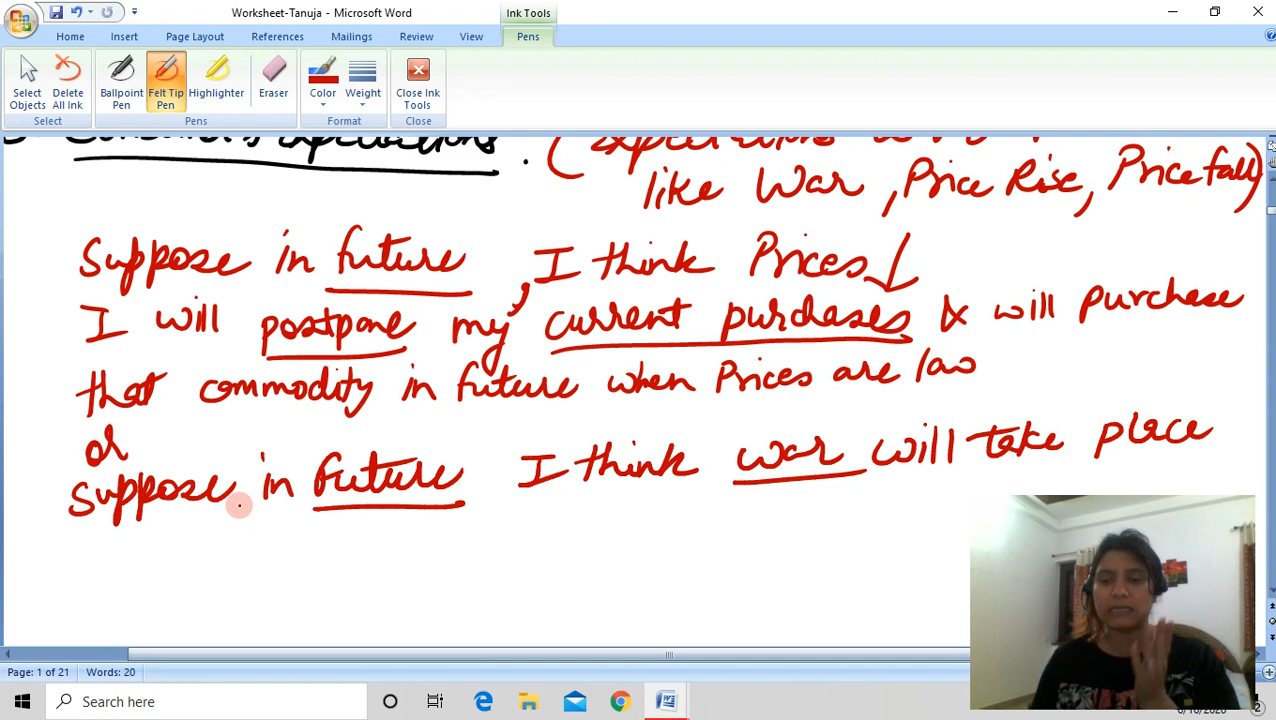 Worksheet-Tanuja - Microsoft Word
Ink Tools
Home Insert Page Layout References Mailings Review View Pens
Select Objects
Delete All Ink
Ballpoint Pen
Felt Tip Pen
Highlighter
Eraser
Color
Weight
Close Ink Tools
Select Pens Format Close
like War, Price Rise, Price fall)
Suppose in future, I think Prices ↓
I will postpone my current purchases & will purchase
that commodity in future when Prices are low
or
Suppose in Future I think war will take place
Page: 1 of 21 Words: 20
Search here